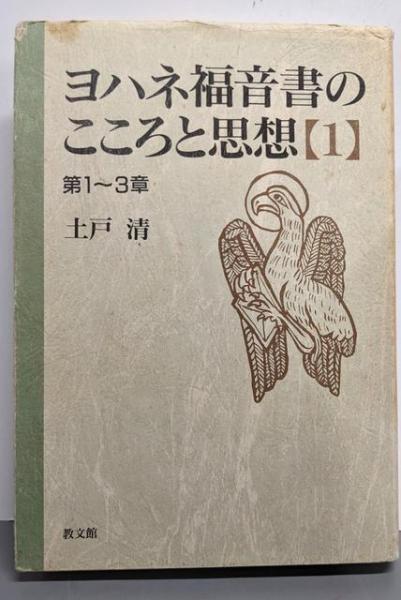 ヨハネ福音書の
こころと思想【1】
第1〜3章
土戸 清
教文館